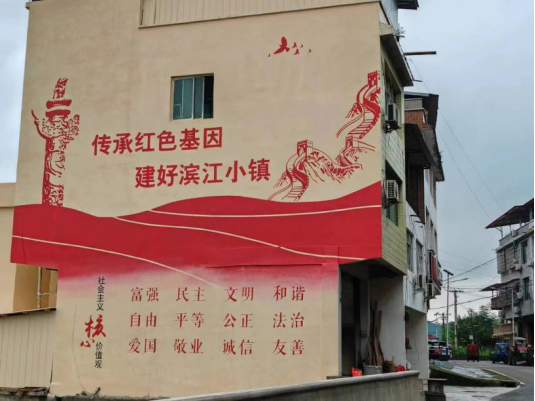 传承红色基因
建好滨江小镇
社会主义
核心
价值观
富强 民主 文明 和谐
自由 平等 公正 法治
爱国 敬业 诚信 友善